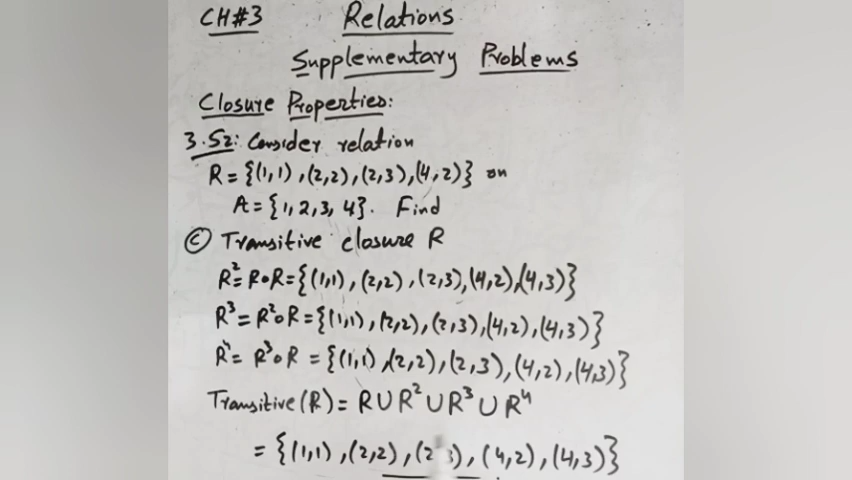 CH#3 Relations
Supplementary Problems
Closure Properties:
3.52: Consider relation
R = {(1,1), (2,2), (2,3), (4,2)} on
A = {1, 2, 3, 4}. Find
Ⓒ Transitive closure R
R² = R∘R = {(1,1), (2,2), (2,3), (4,2), (4,3)}
R³ = R²∘R = {(1,1), (2,2), (2,3), (4,2), (4,3)}
R⁴ = R³∘R = {(1,1), (2,2), (2,3), (4,2), (4,3)}
Transitive (R) = R ∪ R² ∪ R³ ∪ R⁴
= {(1,1), (2,2), (2,3), (4,2), (4,3)}